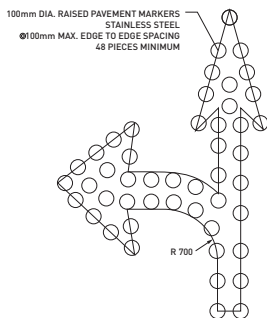 100mm DIA. RAISED PAVEMENT MARKERS
STAINLESS STEEL
@100mm MAX. EDGE TO EDGE SPACING
48 PIECES MINIMUM
R 700